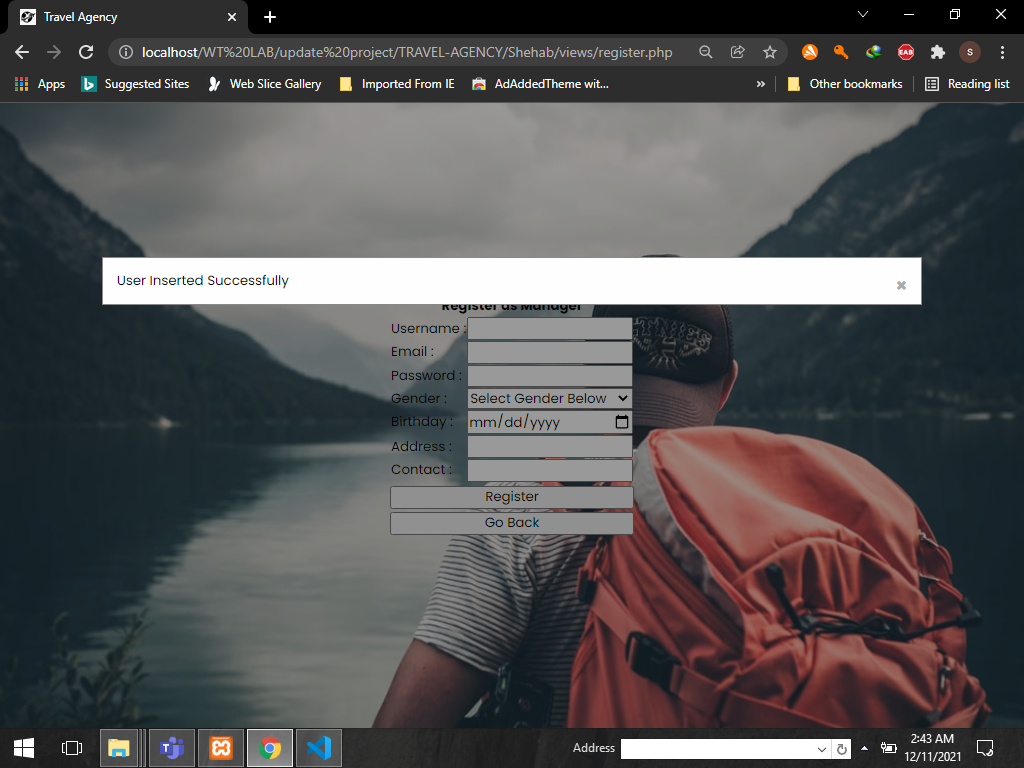 Travel Agency
localhost/WT%20LAB/update%20project/TRAVEL-AGENCY/Shehab/views/register.php
EAB
S
Apps
Suggested Sites
Web Slice Gallery
Imported From IE
AdAddedTheme wit...
»
Other bookmarks
Reading list
User Inserted Successfully
Register as Manager
Username :
Email :
Password :
Gender :
Select Gender Below
Birthday :
mm/dd/yyyy
Address :
Contact :
Register
Go Back
Address
2:43 AM
12/11/2021